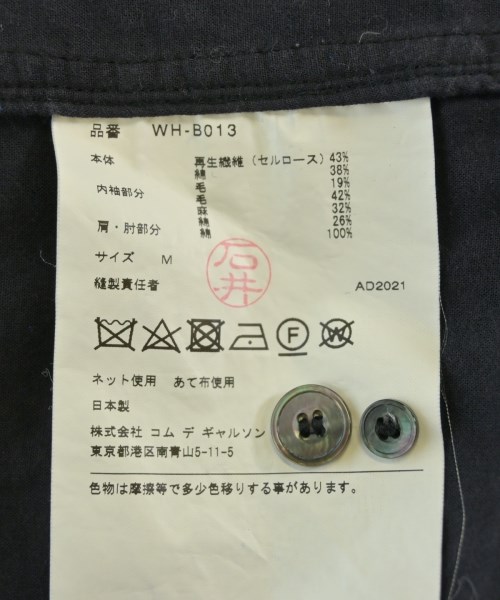 品番 WH-B013
本体 再生繊維(セルロース) 43%
綿 38%
毛 19%
内袖部分 毛 42%
麻 32%
綿 26%
肩・肘部分 綿 100%
サイズ M
石井
縫製責任者 AD2021
F W
ネット使用 あて布使用
日本製
株式会社 コム デ ギャルソン
東京都港区南青山5-11-5
色物は摩擦等で多少色移りする事があります。